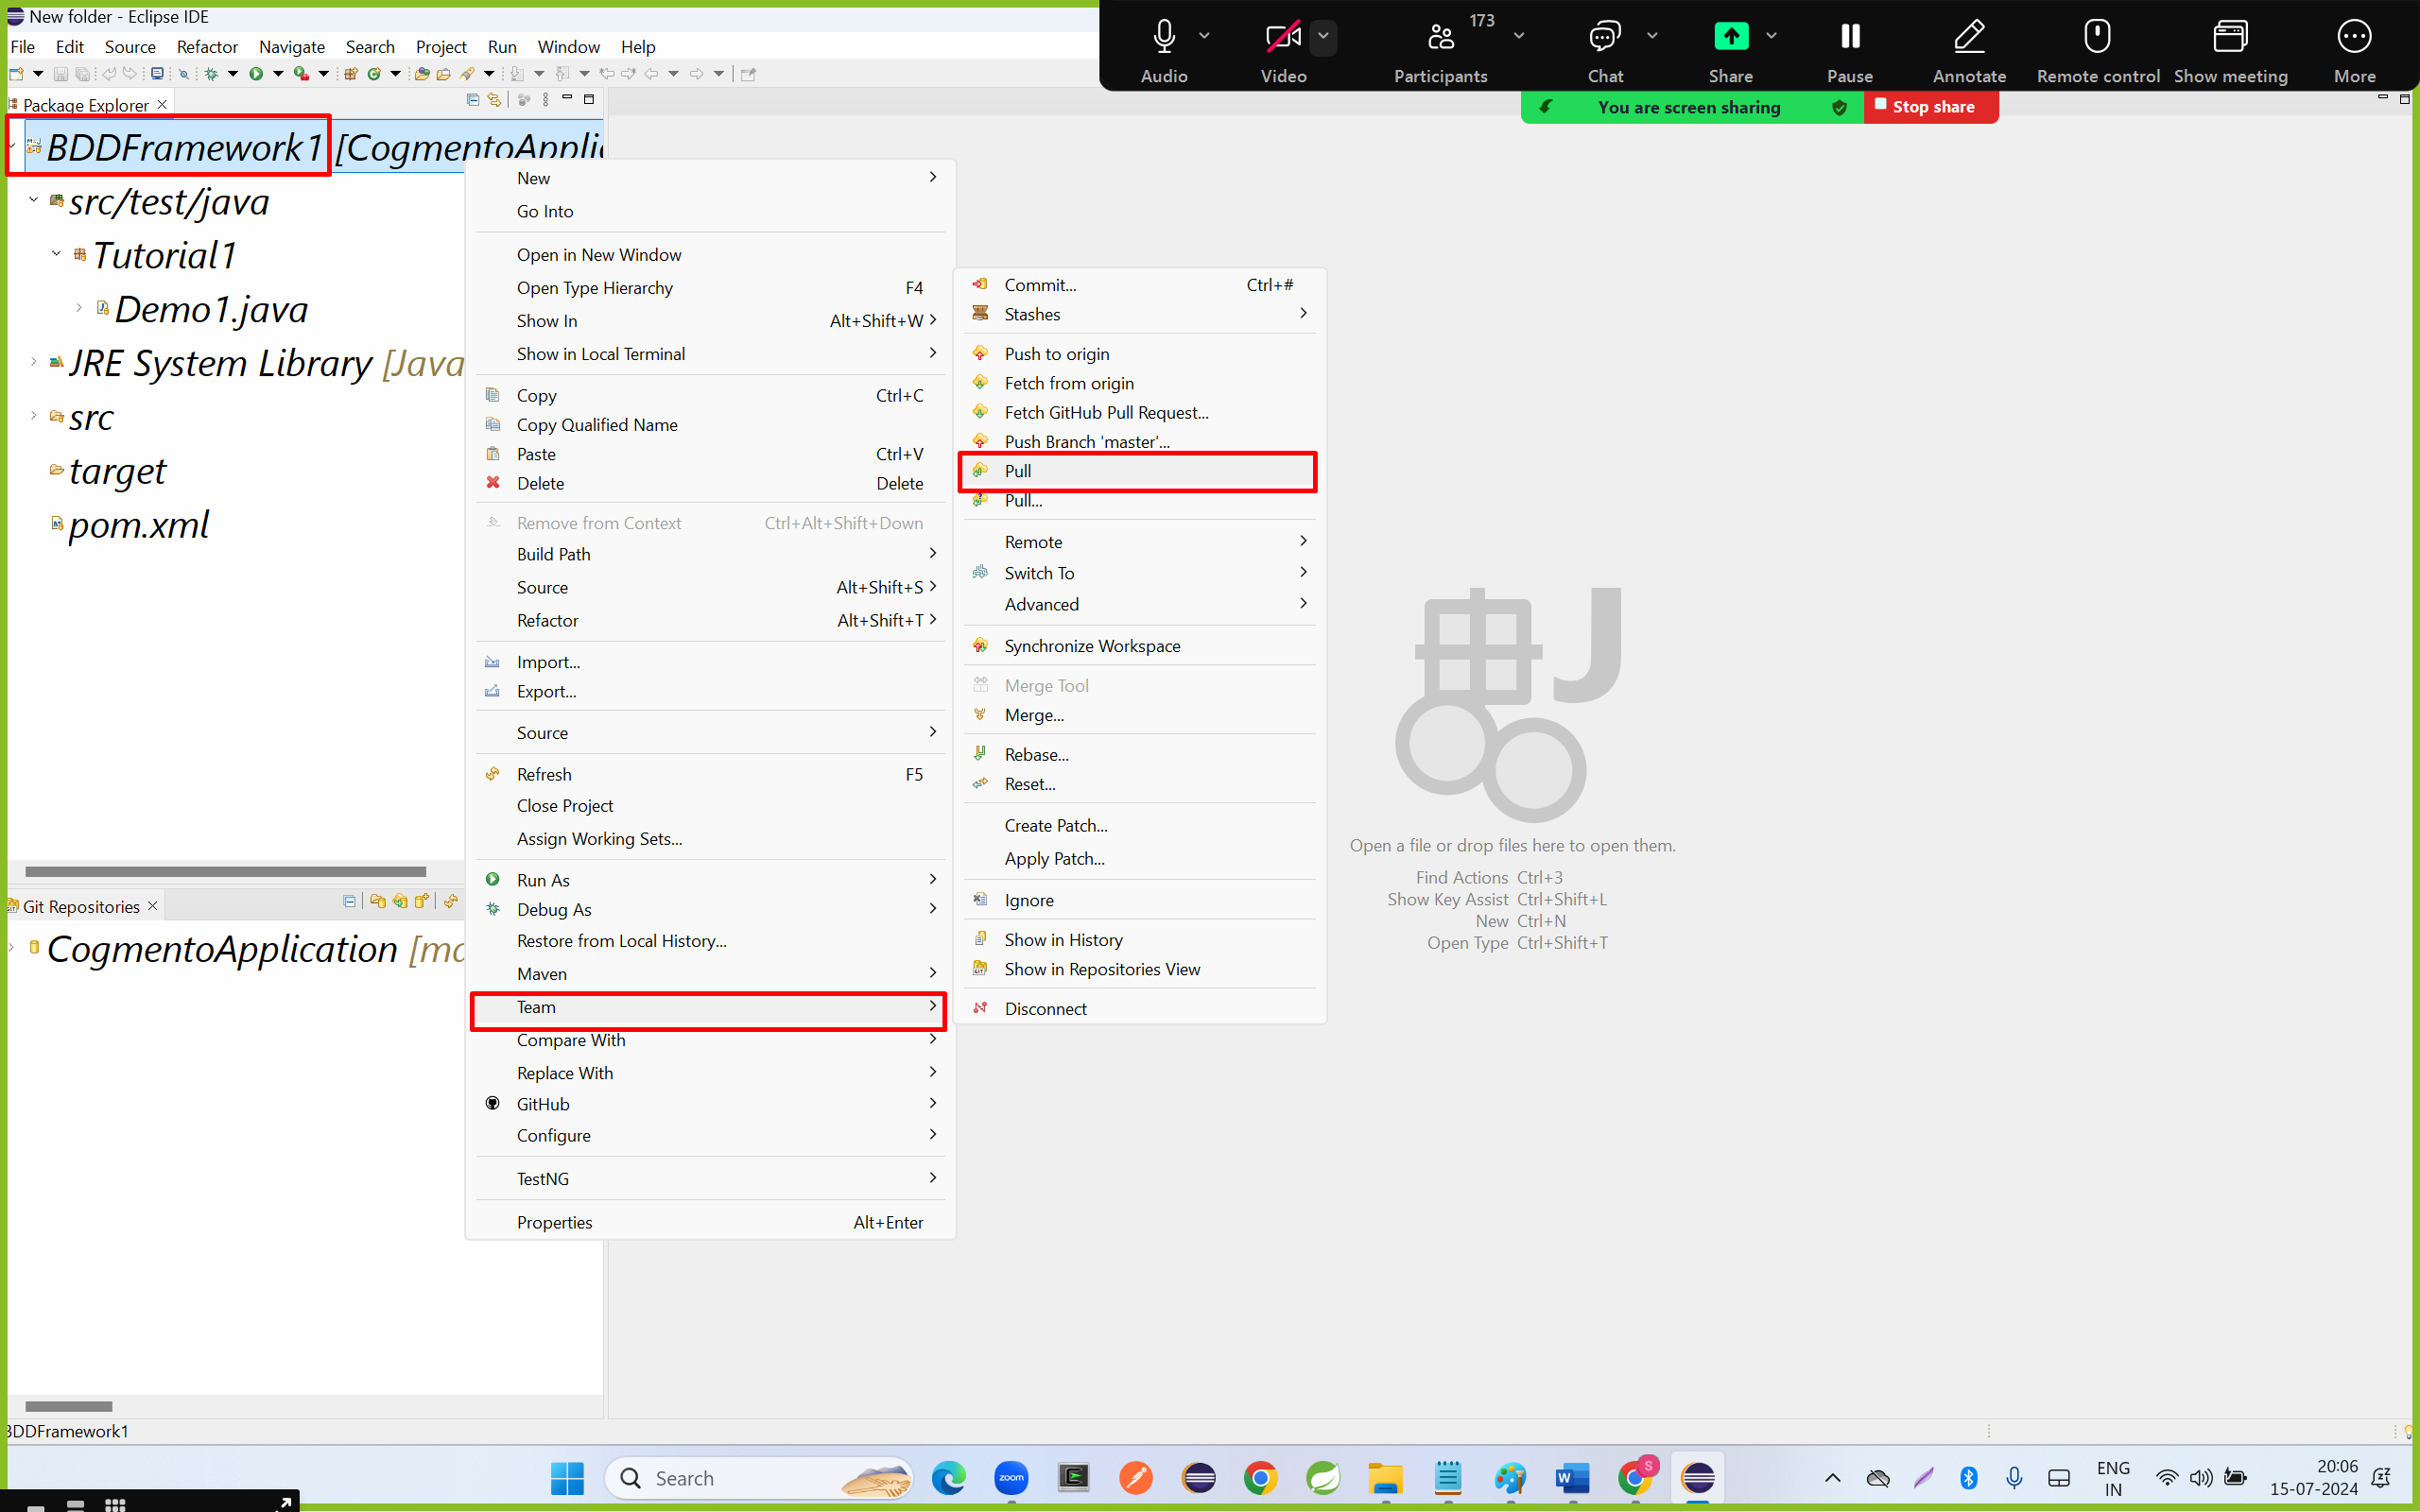 New folder - Eclipse IDE
File Edit Source Refactor Navigate Search Project Run Window Help
Audio Video Participants 173 Chat Share Pause Annotate Remote control Show meeting More
You are screen sharing Stop share
Package Explorer
BDDFramework1 [CogmentoApplic
src/test/java
Tutorial1
Demo1.java
JRE System Library [Java
src
target
pom.xml
Git Repositories
CogmentoApplication [ma
New
Go Into
Open in New Window
Open Type Hierarchy F4
Show In Alt+Shift+W
Show in Local Terminal
Copy Ctrl+C
Copy Qualified Name
Paste Ctrl+V
Delete Delete
Remove from Context Ctrl+Alt+Shift+Down
Build Path
Source Alt+Shift+S
Refactor Alt+Shift+T
Import...
Export...
Source
Refresh F5
Close Project
Assign Working Sets...
Run As
Debug As
Restore from Local History...
Maven
Team
Compare With
Replace With
GitHub
Configure
TestNG
Properties Alt+Enter
Commit... Ctrl+#
Stashes
Push to origin
Fetch from origin
Fetch GitHub Pull Request...
Push Branch 'master'...
Pull
Pull...
Remote
Switch To
Advanced
Synchronize Workspace
Merge Tool
Merge...
Rebase...
Reset...
Create Patch...
Apply Patch...
Ignore
Show in History
Show in Repositories View
Disconnect
Open a file or drop files here to open them.
Find Actions Ctrl+3
Show Key Assist Ctrl+Shift+L
New Ctrl+N
Open Type Ctrl+Shift+T
BDDFramework1
Search
zoom
S
ENG
IN
20:06
15-07-2024